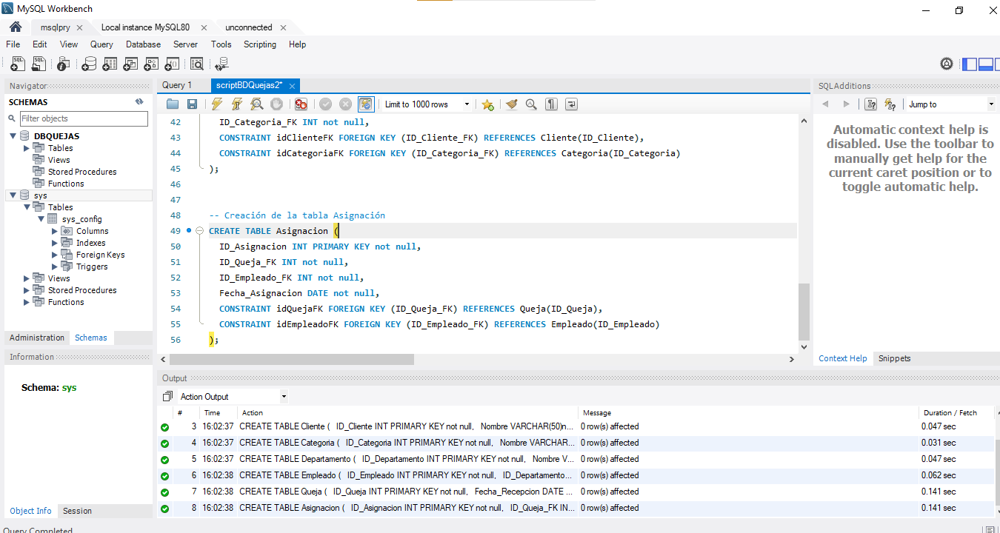 MySQL Workbench
msqlpry
Local instance MySQL80
unconnected
File Edit View Query Database Server Tools Scripting Help
Navigator
SCHEMAS
Filter objects
DBQUEJAS
Tables
Views
Stored Procedures
Functions
sys
Tables
sys_config
Columns
Indexes
Foreign Keys
Triggers
Views
Stored Procedures
Functions
Administration Schemas
Information
Schema: sys
Object Info Session
Query 1
scriptBDQuejas2*
Limit to 1000 rows
42 ID_Categoria_FK INT not null,
43 CONSTRAINT idClienteFK FOREIGN KEY (ID_Cliente_FK) REFERENCES Cliente(ID_Cliente),
44 CONSTRAINT idCategoriaFK FOREIGN KEY (ID_Categoria_FK) REFERENCES Categoria(ID_Categoria)
45 );
46
47
48 -- Creación de la tabla Asignación
49 CREATE TABLE Asignacion (
50 ID_Asignacion INT PRIMARY KEY not null,
51 ID_Queja_FK INT not null,
52 ID_Empleado_FK INT not null,
53 Fecha_Asignacion DATE not null,
54 CONSTRAINT idQuejaFK FOREIGN KEY (ID_Queja_FK) REFERENCES Queja(ID_Queja),
55 CONSTRAINT idEmpleadoFK FOREIGN KEY (ID_Empleado_FK) REFERENCES Empleado(ID_Empleado)
56 );
SQLAdditions
Jump to
Automatic context help is
disabled. Use the toolbar to
manually get help for the
current caret position or to
toggle automatic help.
Context Help Snippets
Output
Action Output
# Time Action Message Duration / Fetch
3 16:02:37 CREATE TABLE Cliente ( ID_Cliente INT PRIMARY KEY not null, Nombre VARCHAR(50)n... 0 row(s) affected 0.047 sec
4 16:02:37 CREATE TABLE Categoria ( ID_Categoria INT PRIMARY KEY not null, Nombre VARCHAR... 0 row(s) affected 0.031 sec
5 16:02:37 CREATE TABLE Departamento ( ID_Departamento INT PRIMARY KEY not null, Nombre V... 0 row(s) affected 0.047 sec
6 16:02:38 CREATE TABLE Empleado ( ID_Empleado INT PRIMARY KEY not null, ID_Departamento... 0 row(s) affected 0.062 sec
7 16:02:38 CREATE TABLE Queja ( ID_Queja INT PRIMARY KEY not null, Fecha_Recepcion DATE ... 0 row(s) affected 0.141 sec
8 16:02:38 CREATE TABLE Asignacion ( ID_Asignacion INT PRIMARY KEY not null, ID_Queja_FK IN... 0 row(s) affected 0.141 sec
Query Completed